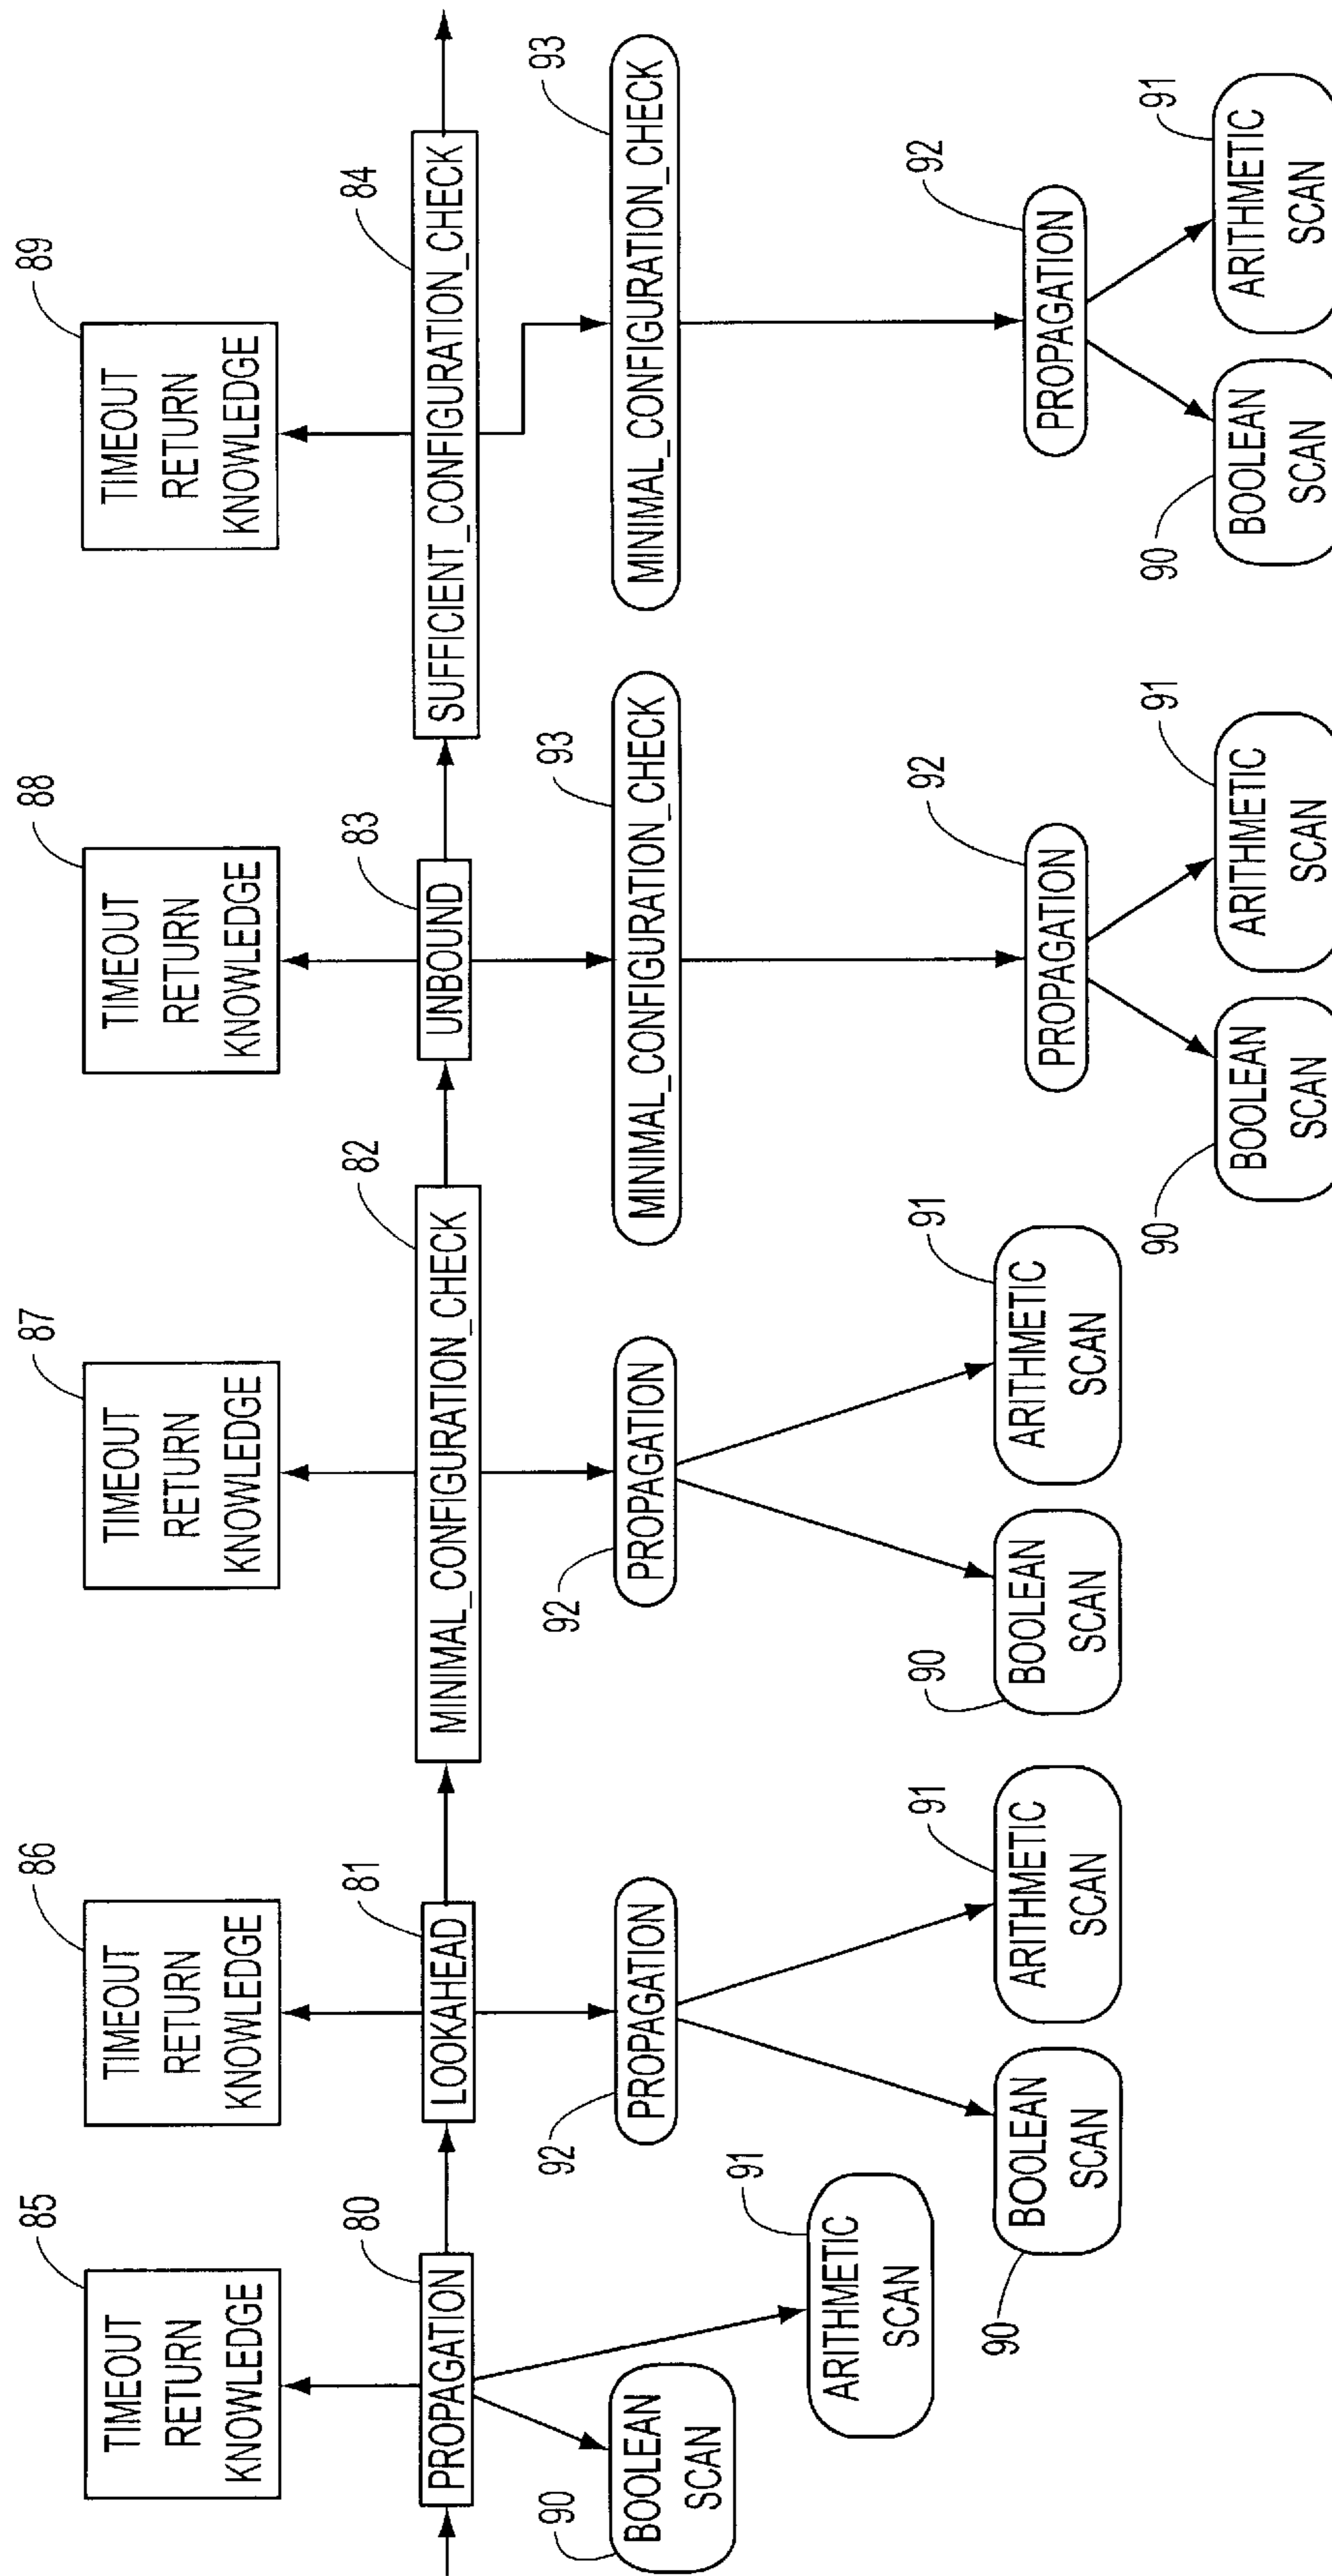 85
TIMEOUT
RETURN
KNOWLEDGE
86
TIMEOUT
RETURN
KNOWLEDGE
87
TIMEOUT
RETURN
KNOWLEDGE
88
TIMEOUT
RETURN
KNOWLEDGE
89
TIMEOUT
RETURN
KNOWLEDGE
80
PROPAGATION
81
LOOKAHEAD
82
MINIMAL_CONFIGURATION_CHECK
83
UNBOUND
84
SUFFICIENT_CONFIGURATION_CHECK
90
BOOLEAN
SCAN
91
ARITHMETIC
SCAN
92
PROPAGATION
90
BOOLEAN
SCAN
91
ARITHMETIC
SCAN
92
PROPAGATION
90
BOOLEAN
SCAN
91
ARITHMETIC
SCAN
93
MINIMAL_CONFIGURATION_CHECK
92
PROPAGATION
90
BOOLEAN
SCAN
91
ARITHMETIC
SCAN
93
MINIMAL_CONFIGURATION_CHECK
92
PROPAGATION
90
BOOLEAN
SCAN
91
ARITHMETIC
SCAN